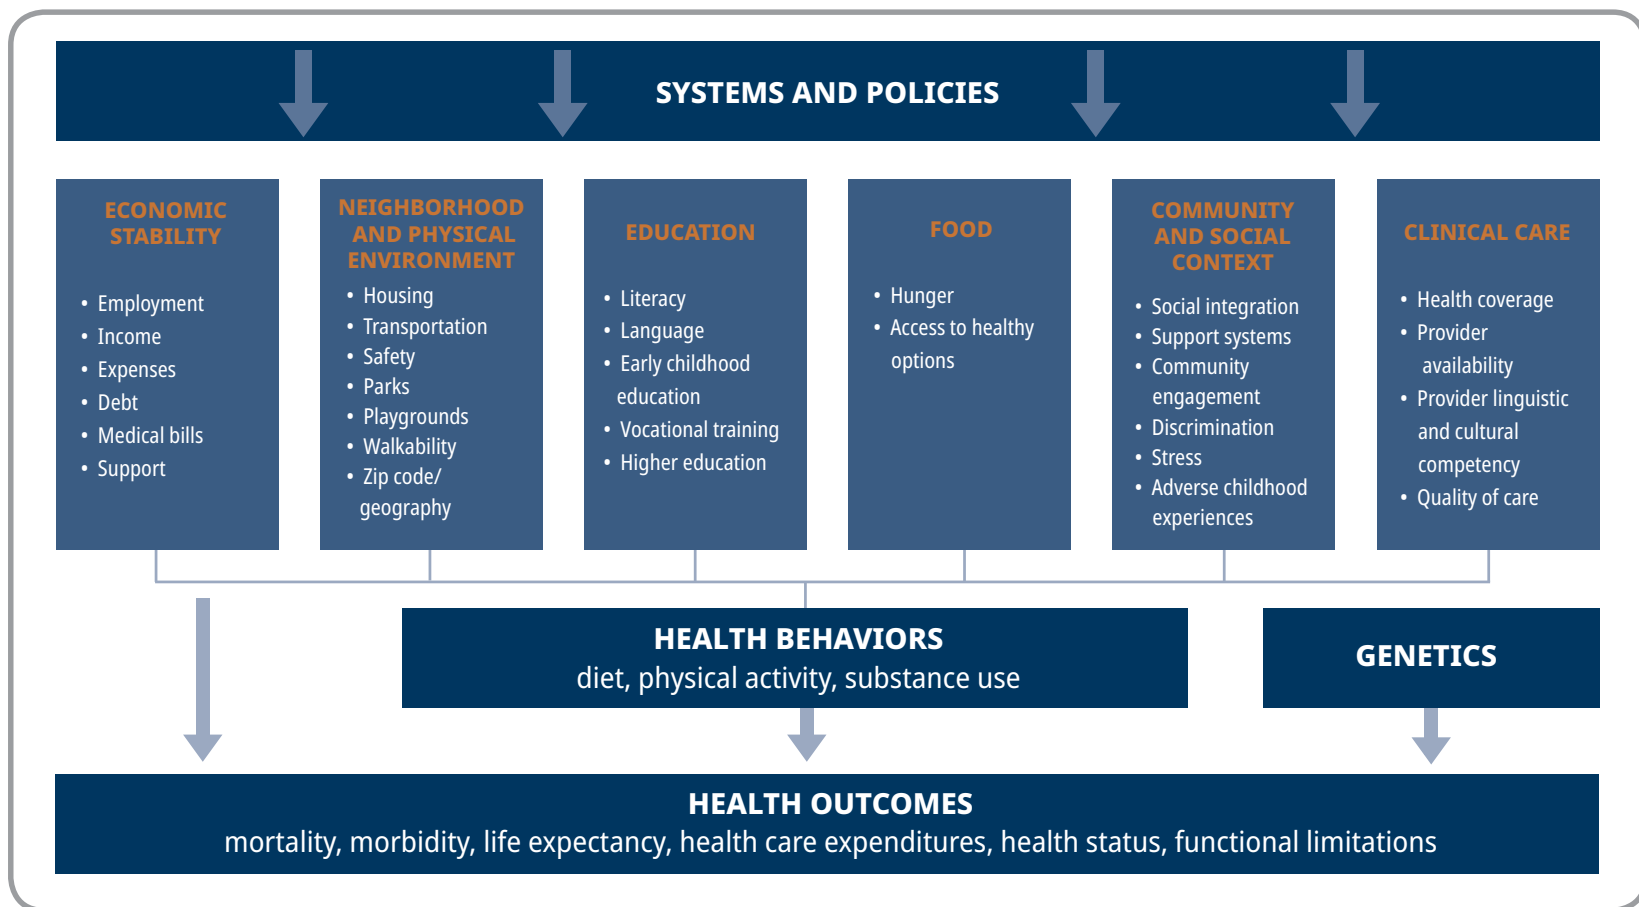 SYSTEMS AND POLICIES
ECONOMIC
STABILITY
• Employment
• Income
• Expenses
• Debt
• Medical bills
• Support
NEIGHBORHOOD
AND PHYSICAL
ENVIRONMENT
• Housing
• Transportation
• Safety
• Parks
• Playgrounds
• Walkability
• Zip code/
geography
EDUCATION
• Literacy
• Language
• Early childhood
education
• Vocational training
• Higher education
FOOD
• Hunger
• Access to healthy
options
COMMUNITY
AND SOCIAL
CONTEXT
• Social integration
• Support systems
• Community
engagement
• Discrimination
• Stress
• Adverse childhood
experiences
CLINICAL CARE
• Health coverage
• Provider
availability
• Provider linguistic
and cultural
competency
• Quality of care
HEALTH BEHAVIORS
diet, physical activity, substance use
GENETICS
HEALTH OUTCOMES
mortality, morbidity, life expectancy, health care expenditures, health status, functional limitations